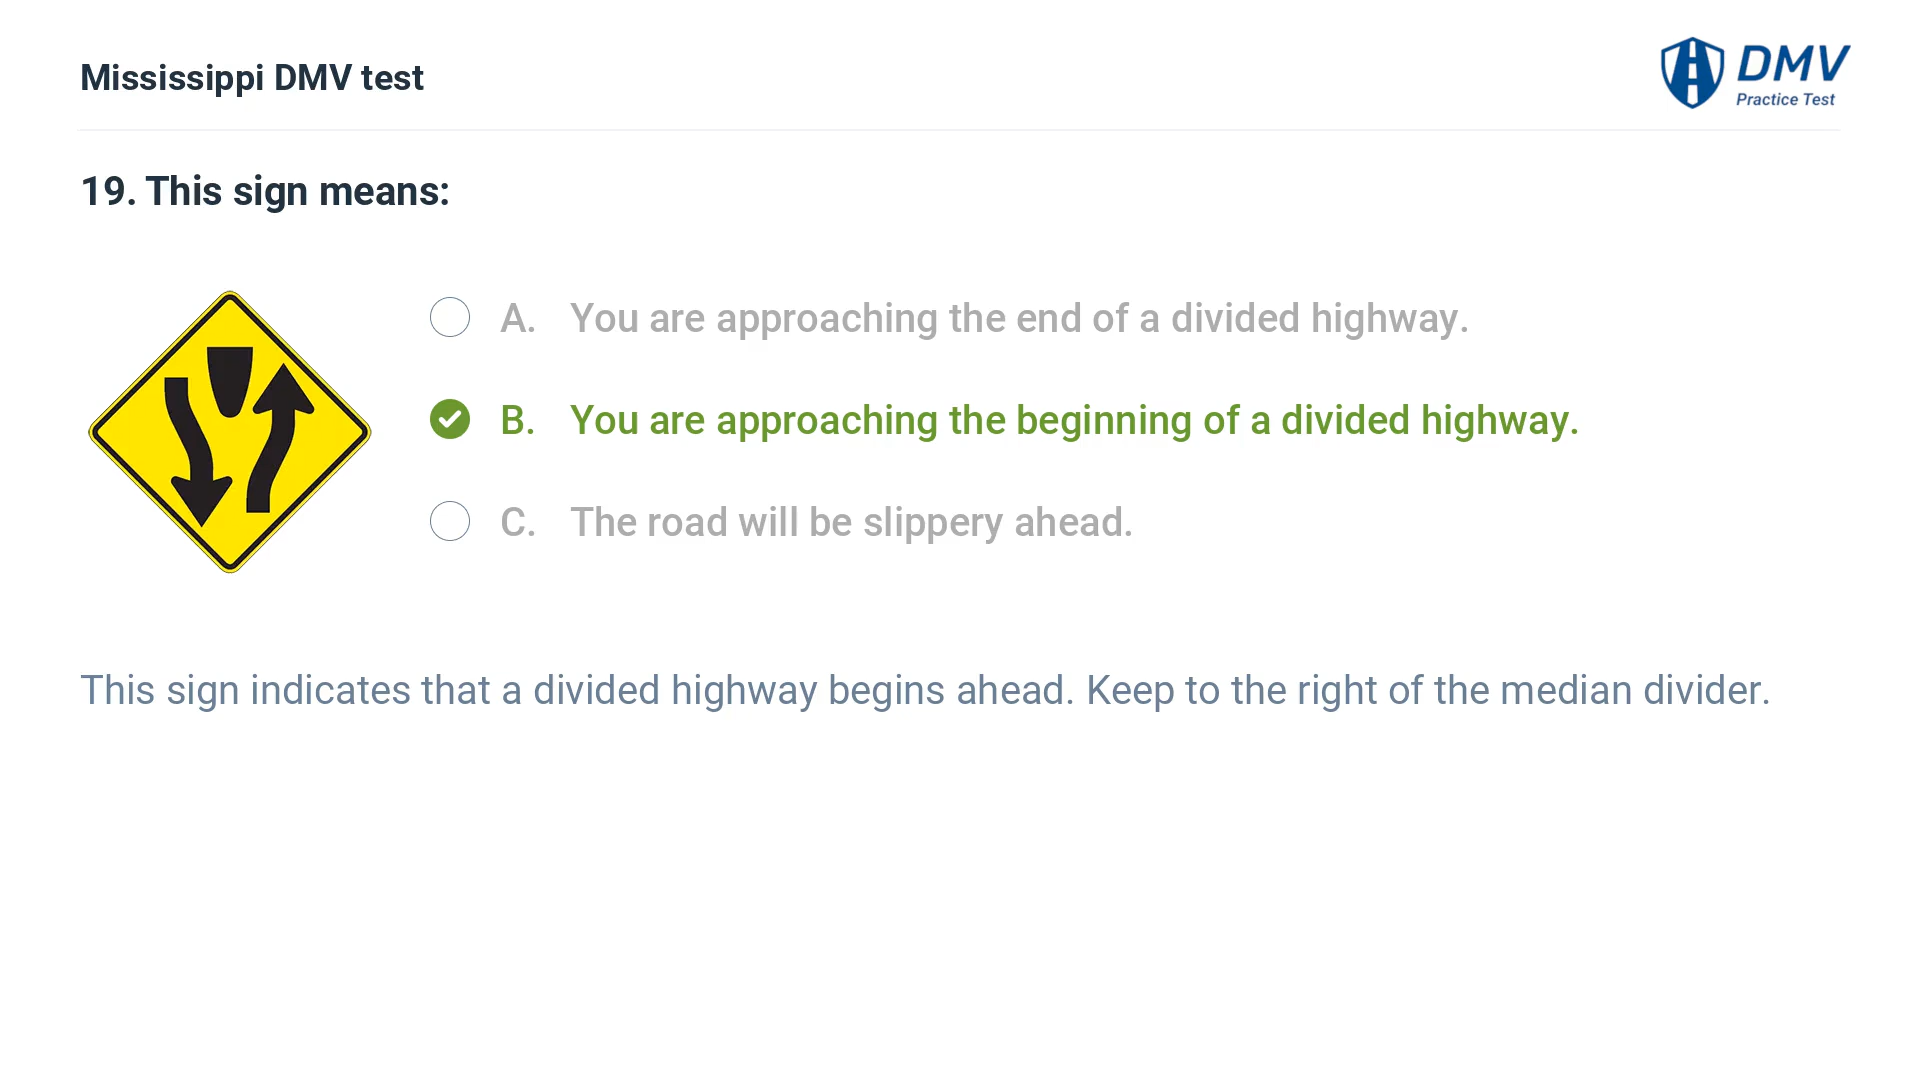 Mississippi DMV test
DMV
Practice Test
19. This sign means:
A. You are approaching the end of a divided highway.
B. You are approaching the beginning of a divided highway.
C. The road will be slippery ahead.
This sign indicates that a divided highway begins ahead. Keep to the right of the median divider.